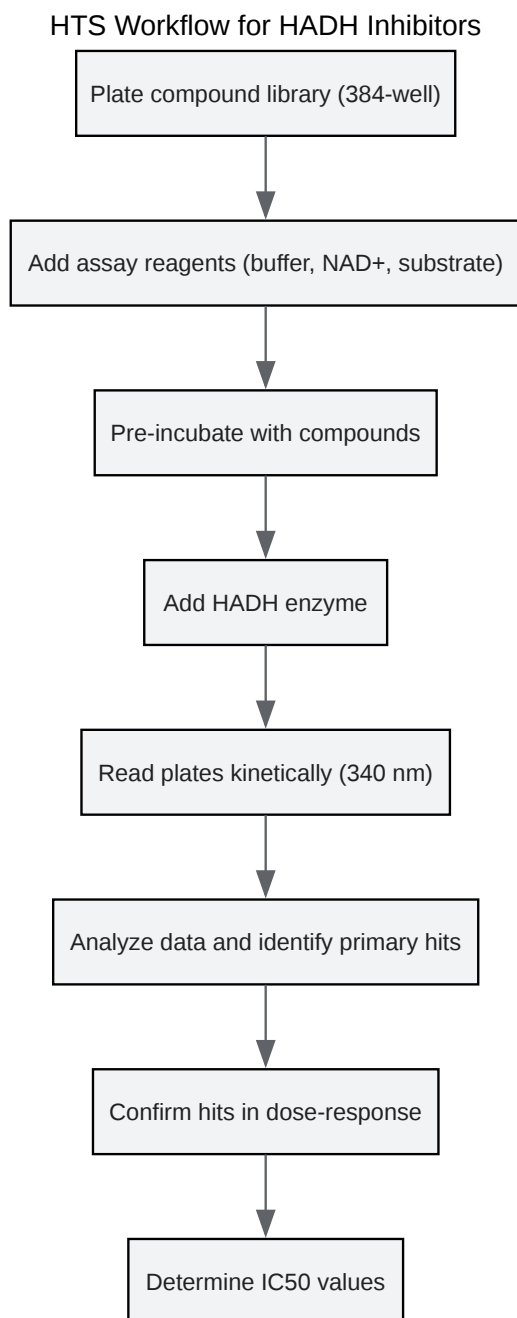 HTS Workflow for HADH Inhibitors
Plate compound library (384-well)
Add assay reagents (buffer, NAD+, substrate)
Pre-incubate with compounds
Add HADH enzyme
Read plates kinetically (340 nm)
Analyze data and identify primary hits
Confirm hits in dose-response
Determine IC50 values